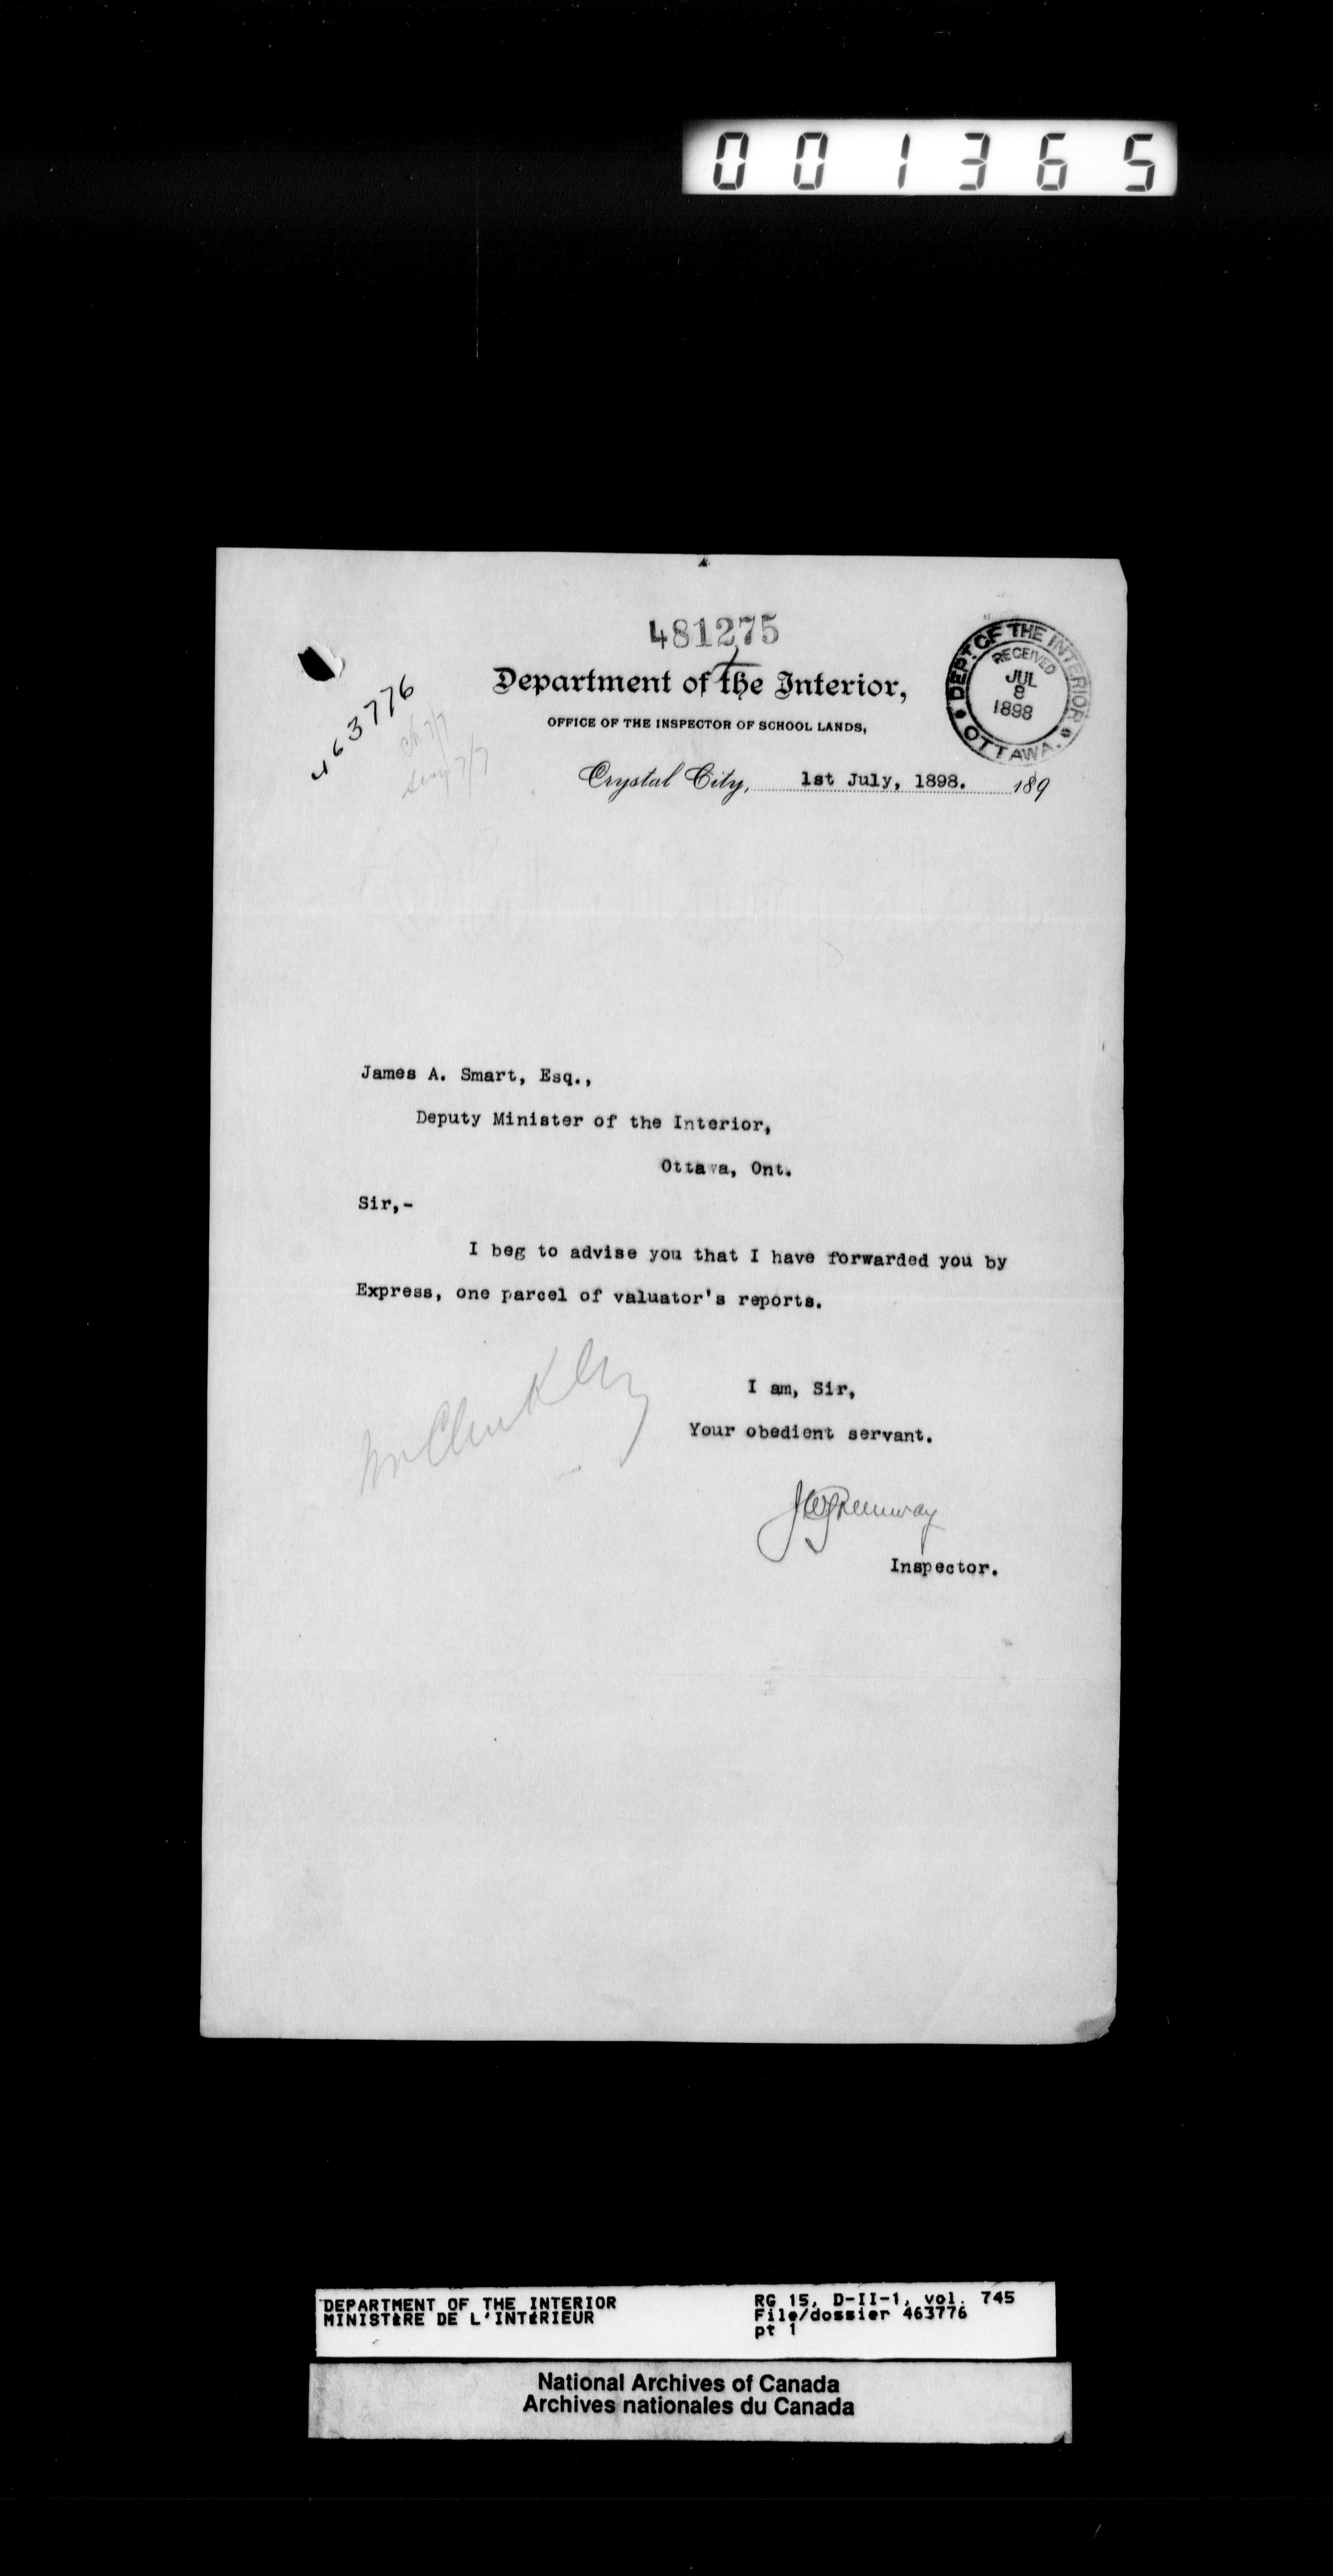 001365
481275
463776
Department of the Interior,
OFFICE OF THE INSPECTOR OF SCHOOL LANDS,
DEPT. OF THE INTERIOR
RECEIVED
JUL
8
1898
OTTAWA.
Crystal City, 1st July, 1898. 189
James A. Smart, Esq.,
Deputy Minister of the Interior,
Ottawa, Ont.
Sir,-
I beg to advise you that I have forwarded you by
Express, one parcel of valuator's reports.
I am, Sir,
Your obedient servant.
Greenway
Inspector.
DEPARTMENT OF THE INTERIOR
MINISTÈRE DE L'INTÉRIEUR
RG 15, D-II-1, vol. 745
File/dossier 463776
pt 1
National Archives of Canada
Archives nationales du Canada